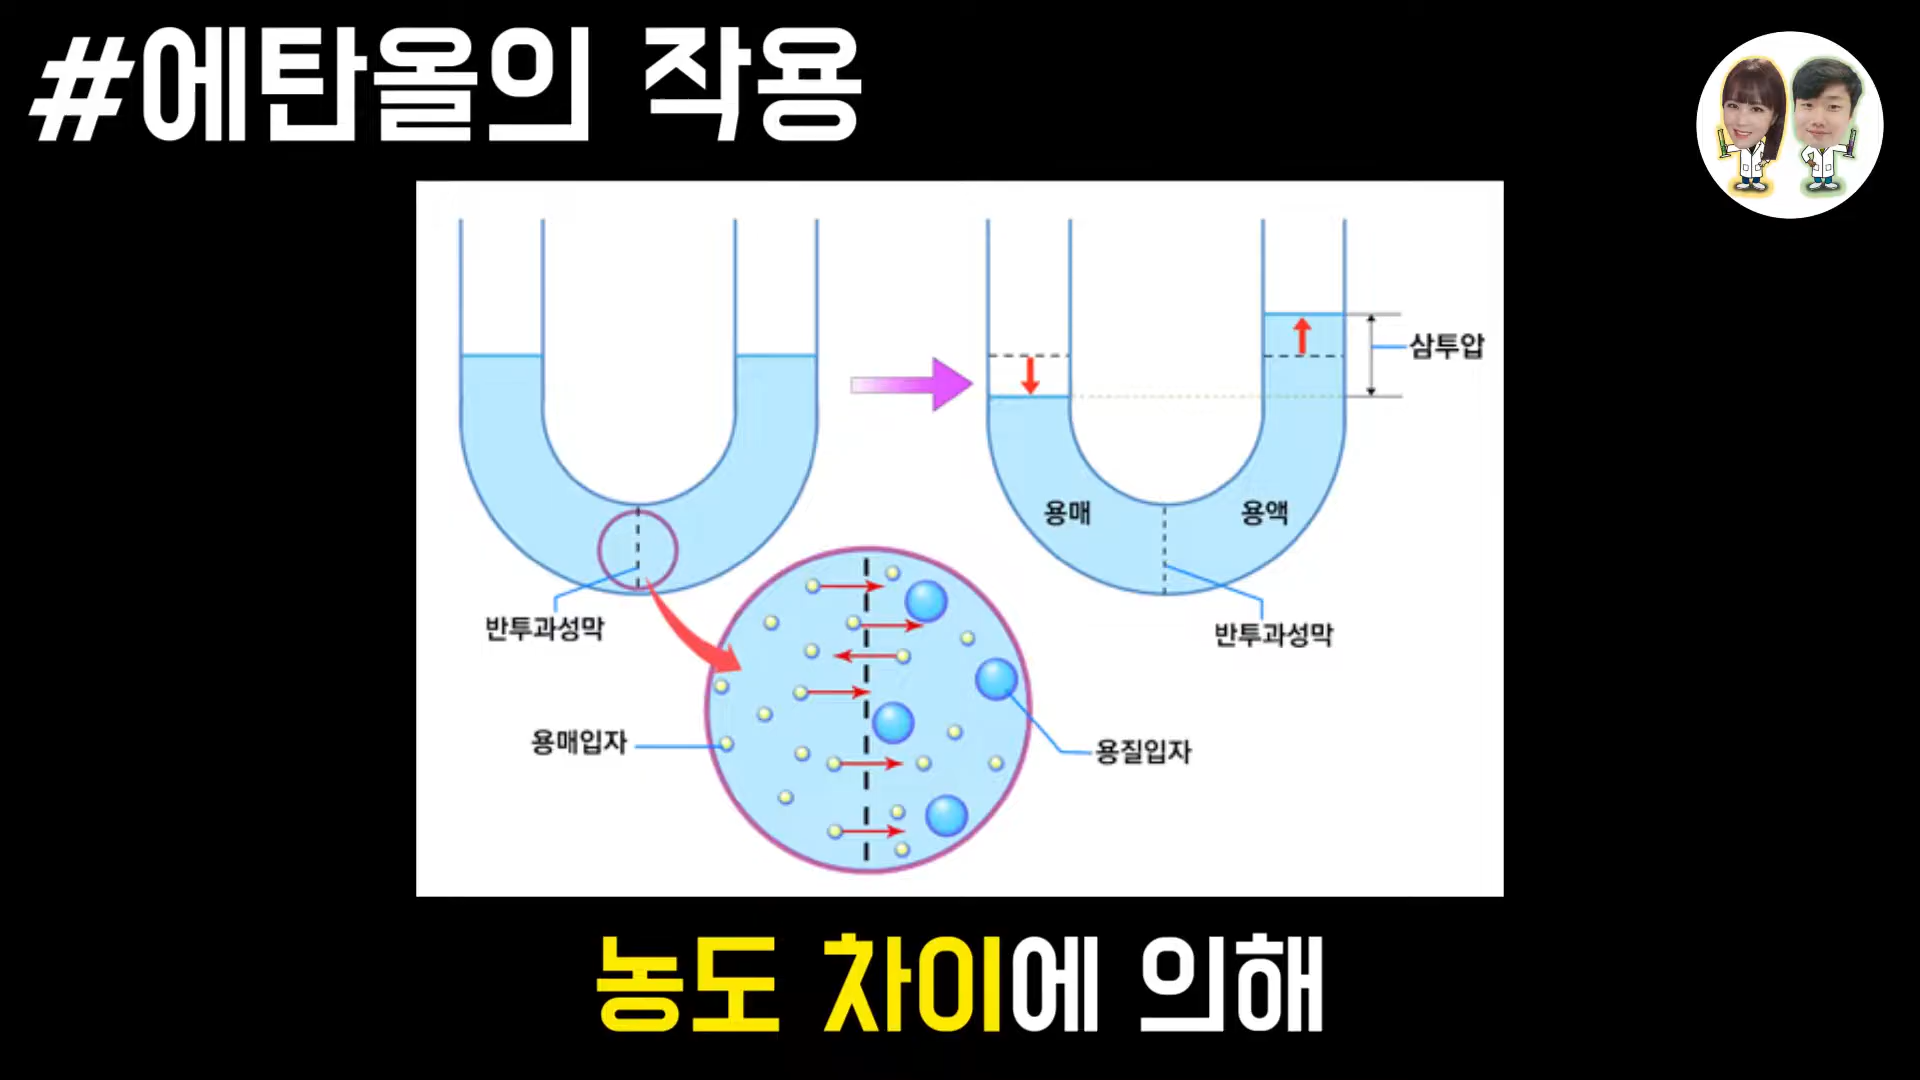 #에탄올의 작용
삼투압
용매
용액
반투과성막
반투과성막
용매입자
용질입자
농도 차이에 의해